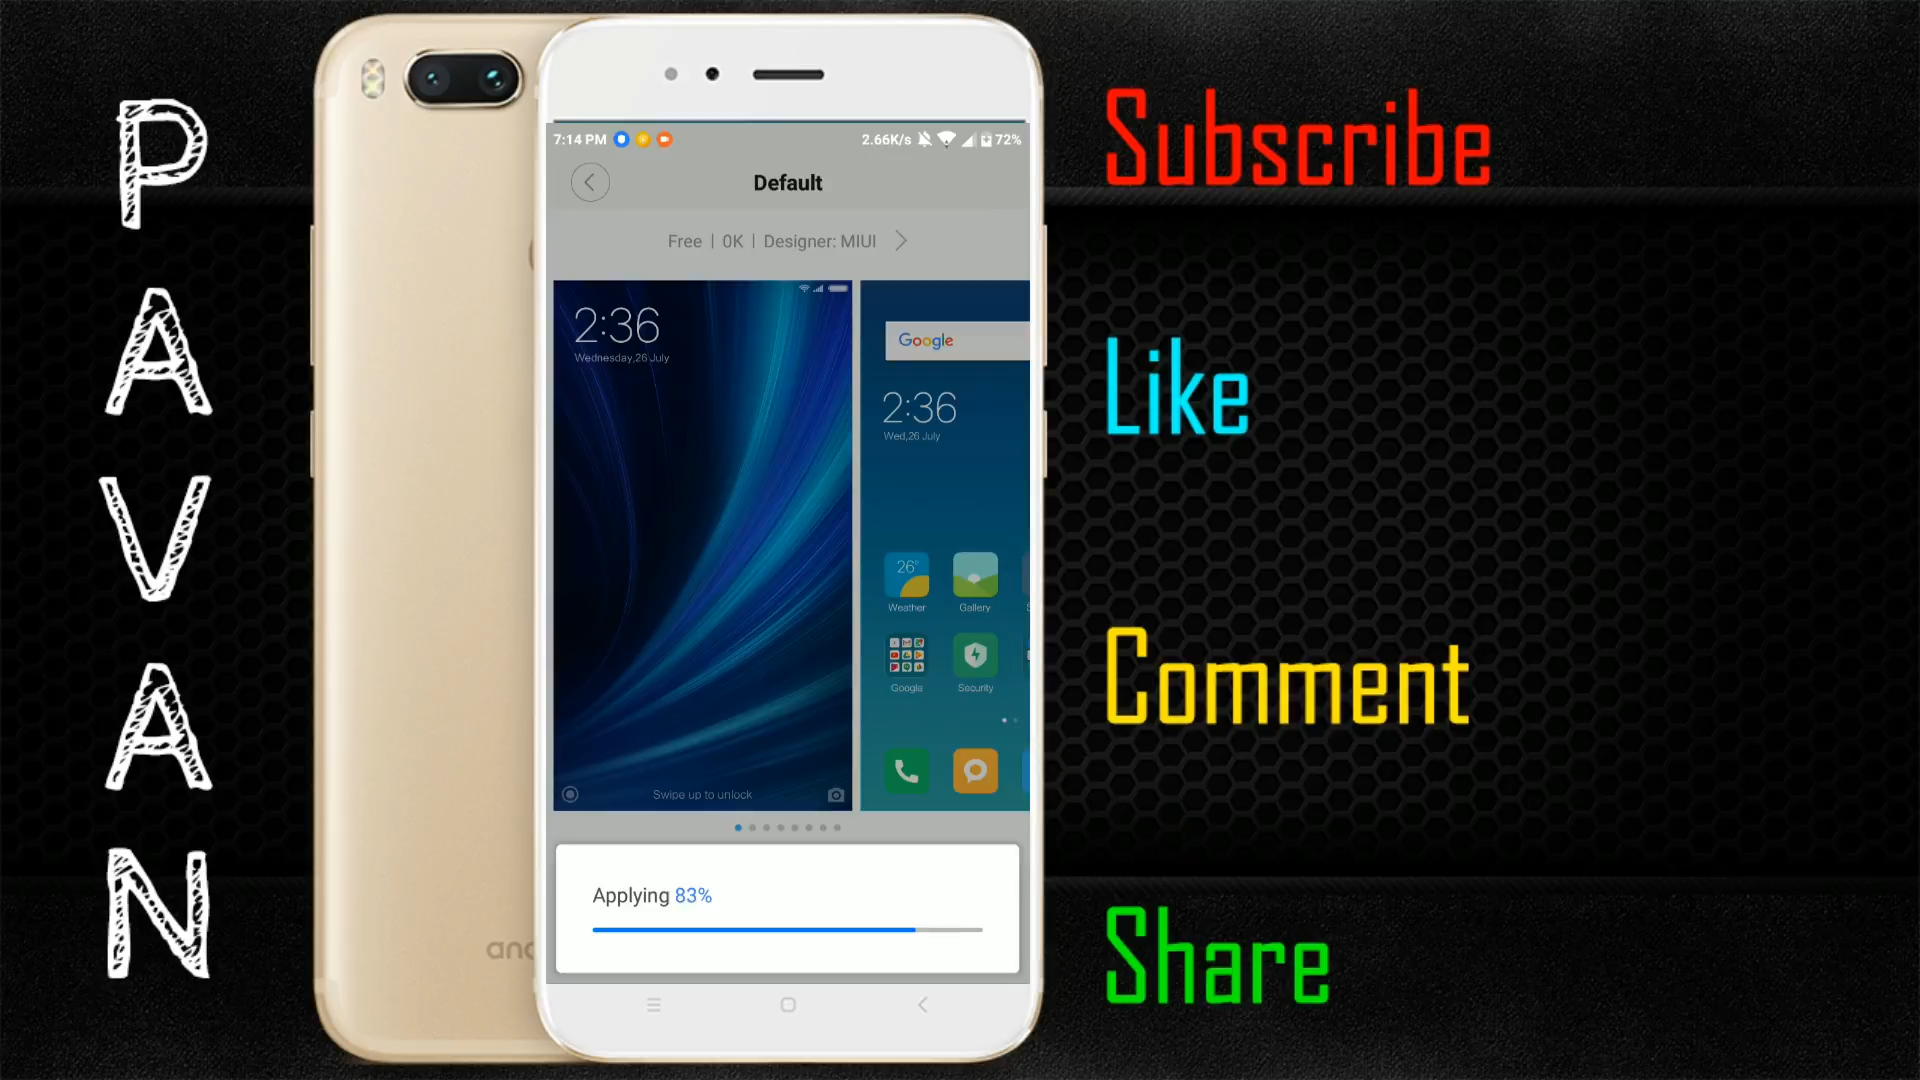 PAVAN
7:14 PM 2.66K/s 72%
Default
Free | 0K | Designer: MIUI
2:36
Wednesday,26 July
Swipe up to unlock
Google
2:36
Wed,26 July
26°
Weather Gallery
Google Security
Applying 83%
Subscribe
Like
Comment
Share